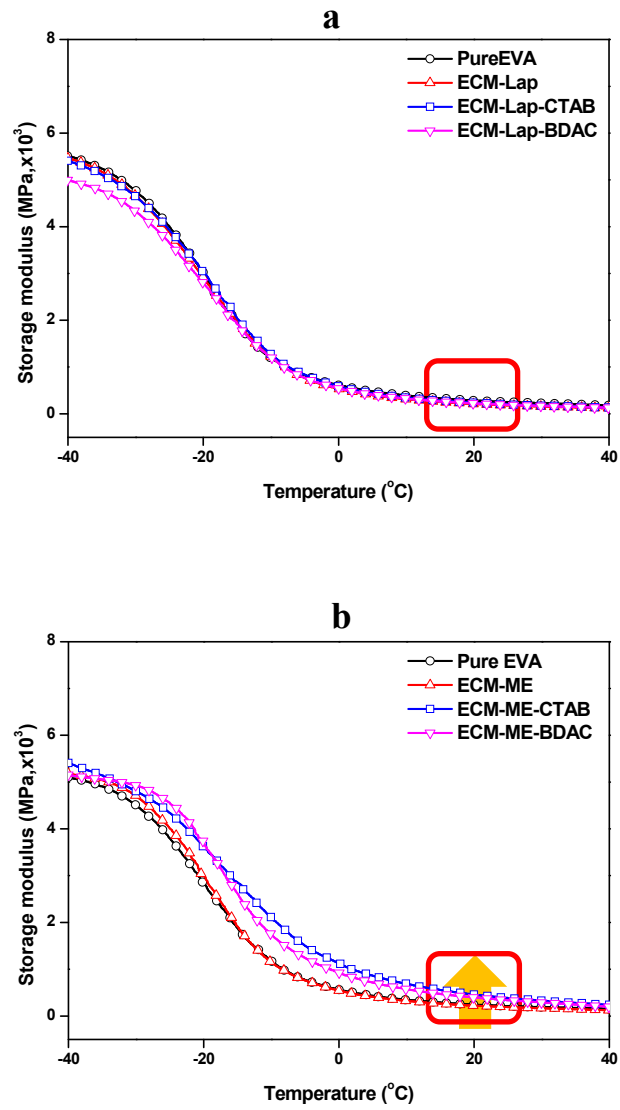 a
8
6
4
2
0
Storage modulus (MPa,x10³)
PureEVA
ECM-Lap
ECM-Lap-CTAB
ECM-Lap-BDAC
-40 -20 0 20 40
Temperature (°C)
b
8
6
4
2
0
Storage modulus (MPa,x10³)
Pure EVA
ECM-ME
ECM-ME-CTAB
ECM-ME-BDAC
-40 -20 0 20 40
Temperature (°C)